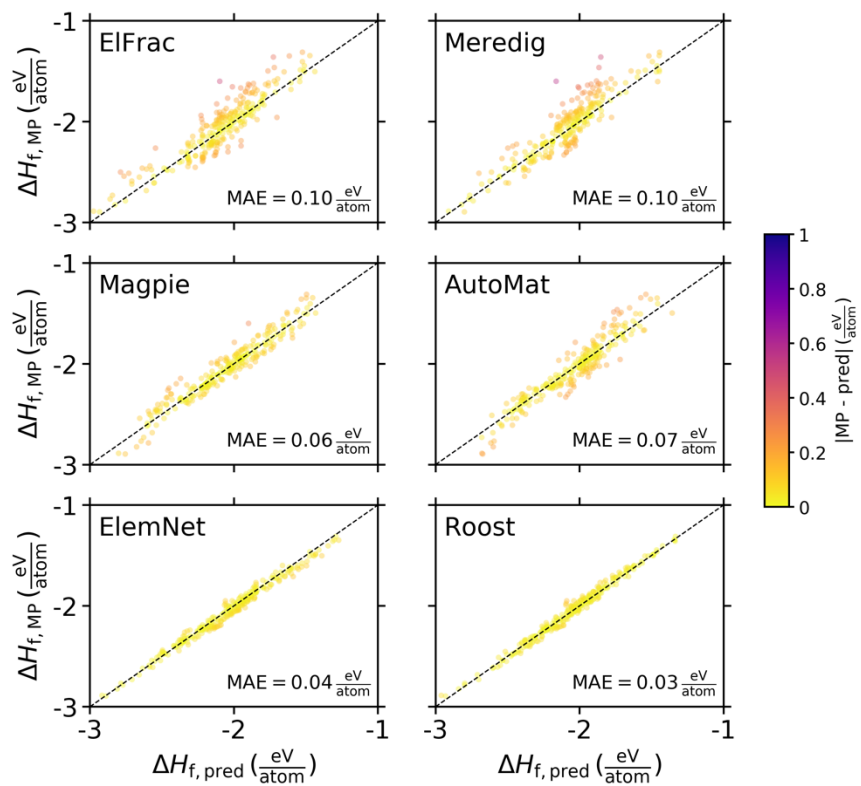 -1
ElFrac
-2
-3
ΔH_f,MP (eV/atom)
MAE = 0.10 eV/atom
Meredig
MAE = 0.10 eV/atom
-1
Magpie
-2
-3
ΔH_f,MP (eV/atom)
MAE = 0.06 eV/atom
AutoMat
MAE = 0.07 eV/atom
-1
ElemNet
-2
-3
ΔH_f,MP (eV/atom)
MAE = 0.04 eV/atom
-3 -2 -1
ΔH_f,pred (eV/atom)
Roost
MAE = 0.03 eV/atom
-3 -2 -1
ΔH_f,pred (eV/atom)
1
0.8
0.6
0.4
0.2
0
|MP - pred| (eV/atom)